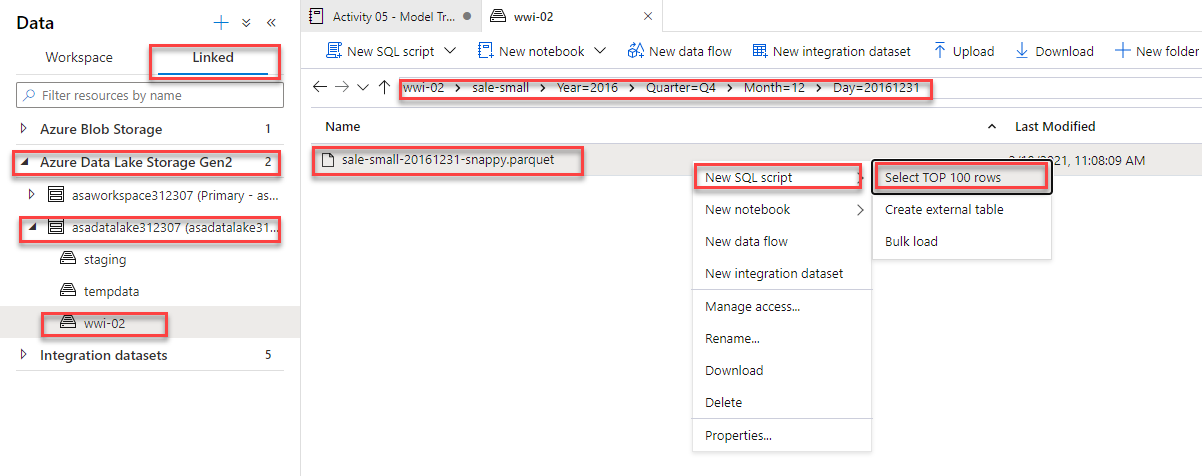 Data
Workspace
Linked
Filter resources by name
Azure Blob Storage 1
Azure Data Lake Storage Gen2 2
asaworkspace312307 (Primary - as...
asadatalake312307 (asadatalake31...
staging
tempdata
wwi-02
Integration datasets 5
Activity 05 - Model Tr...
wwi-02
New SQL script
New notebook
New data flow
New integration dataset
Upload
Download
New folder
wwi-02 > sale-small > Year=2016 > Quarter=Q4 > Month=12 > Day=20161231
Name
Last Modified
sale-small-20161231-snappy.parquet
2021, 11:08:09 AM
New SQL script
New notebook
New data flow
New integration dataset
Manage access...
Rename...
Download
Delete
Properties...
Select TOP 100 rows
Create external table
Bulk load